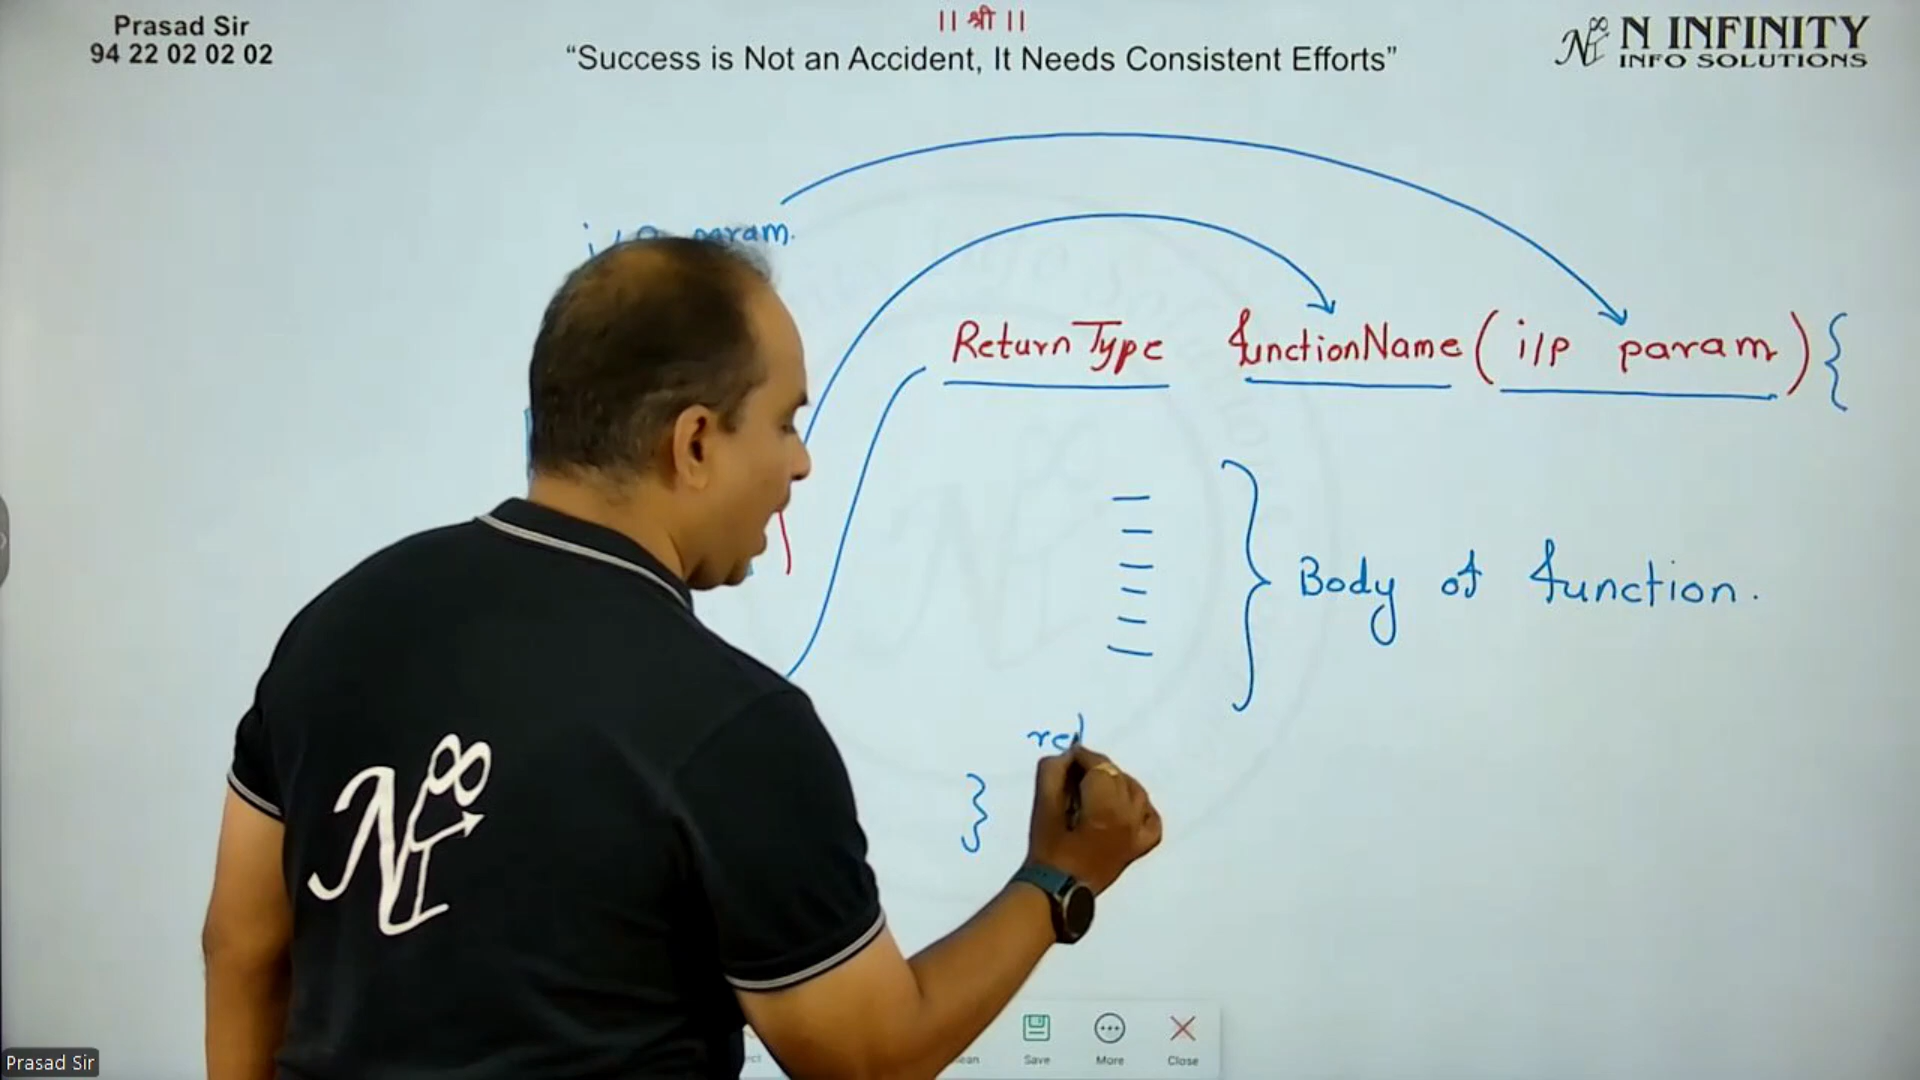 Prasad Sir
94 22 02 02 02
|| श्री ||
“Success is Not an Accident, It Needs Consistent Efforts”
N INFINITY
INFO SOLUTIONS
param.
ReturnType functionName ( i/p param ) {
Body of function.
}
Save
More
Close
Prasad Sir